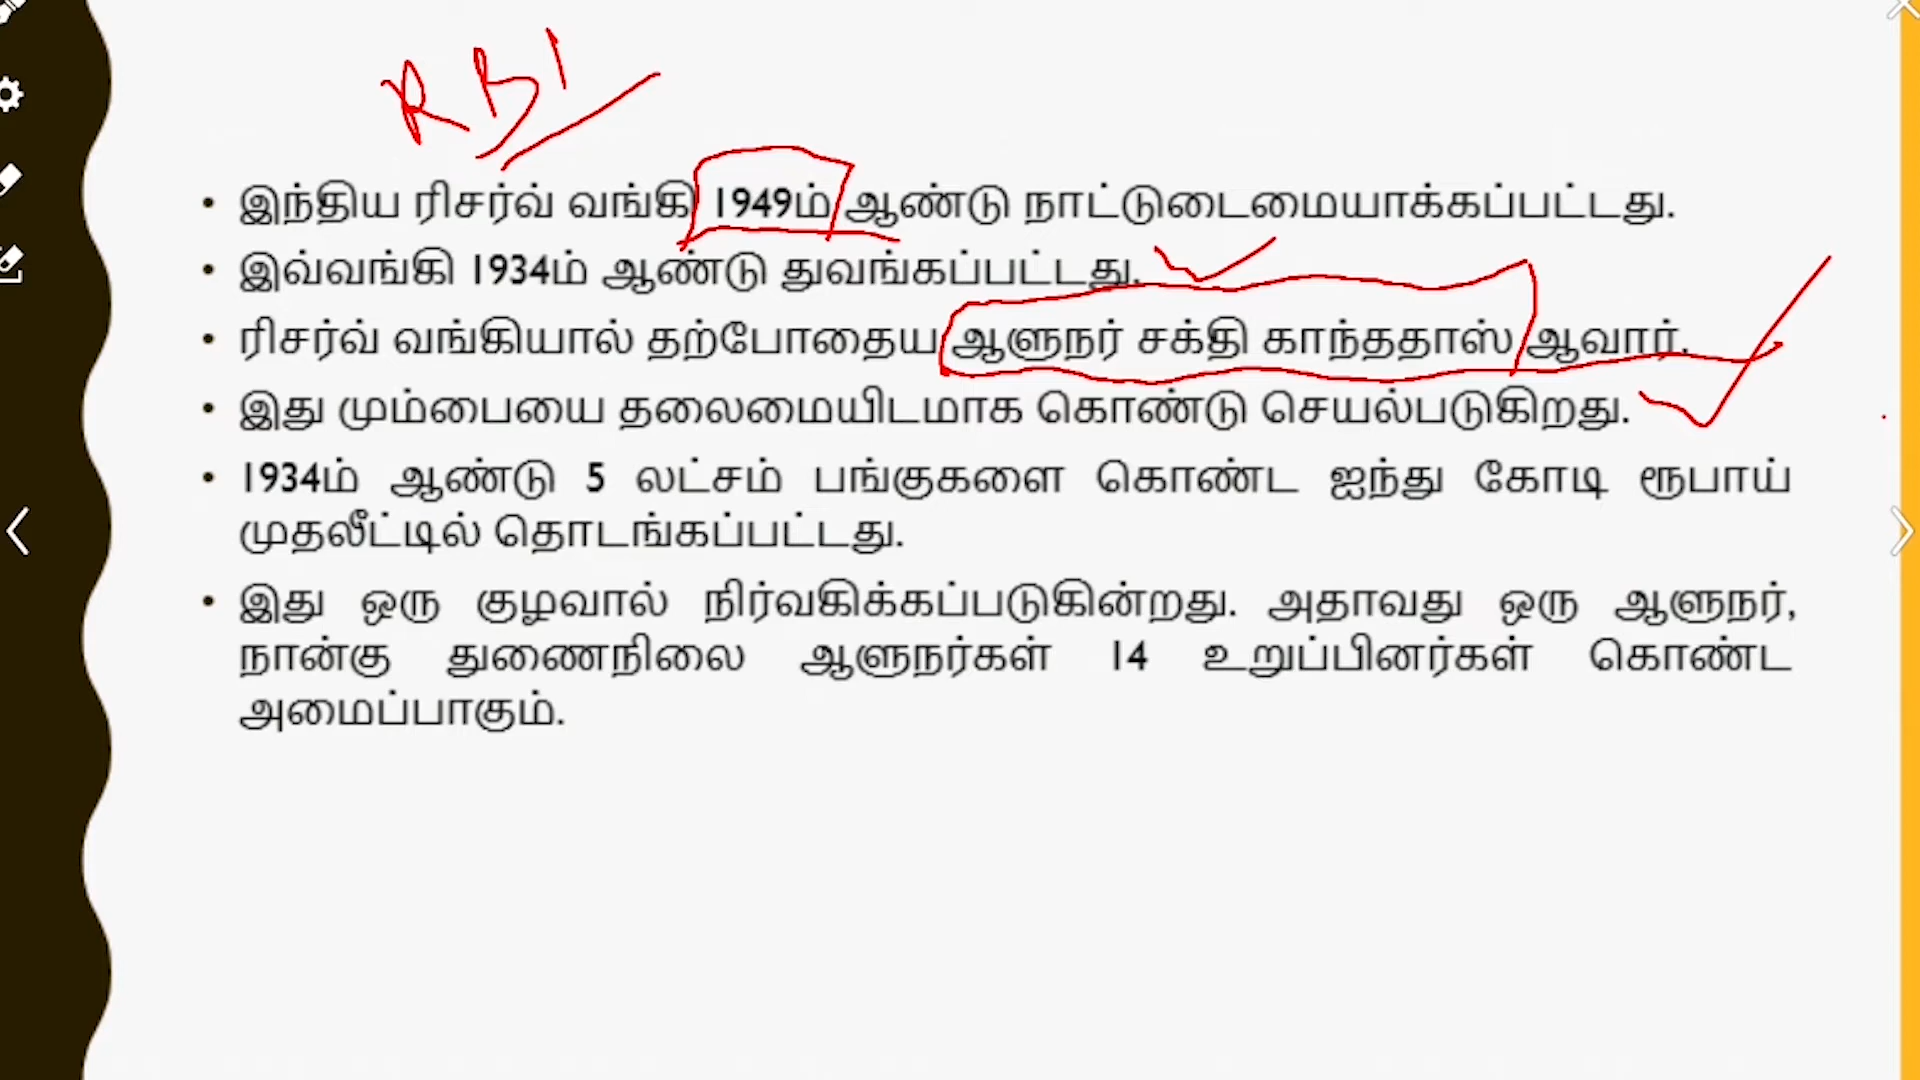 RBI
இந்திய ரிசர்வ் வங்கி 1949ம் ஆண்டு நாட்டுடைமையாக்கப்பட்டது.
இவ்வங்கி 1934ம் ஆண்டு துவங்கப்பட்டது.
ரிசர்வ் வங்கியால் தற்போதைய ஆளுநர் சக்தி காந்ததாஸ் ஆவார்.
இது மும்பையை தலைமையிடமாக கொண்டு செயல்படுகிறது.
1934ம் ஆண்டு 5 லட்சம் பங்குகளை கொண்ட ஐந்து கோடி ரூபாய்
முதலீட்டில் தொடங்கப்பட்டது.
இது ஒரு குழவால் நிர்வகிக்கப்படுகின்றது. அதாவது ஒரு ஆளுநர்,
நான்கு துணைநிலை ஆளுநர்கள் 14 உறுப்பினர்கள் கொண்ட
அமைப்பாகும்.